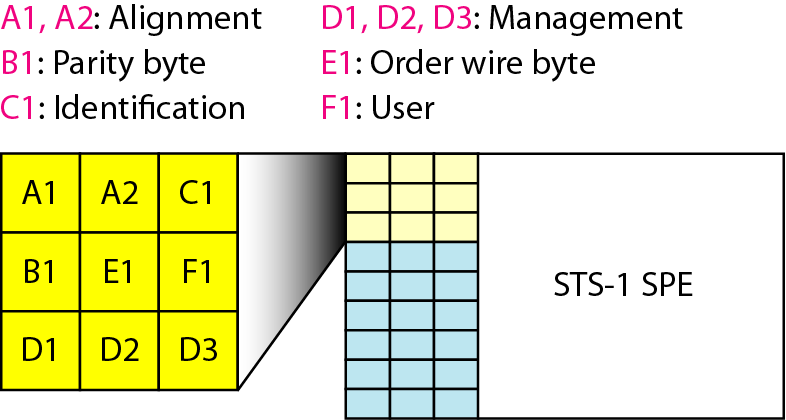 A1, A2: Alignment D1, D2, D3: Management
B1: Parity byte E1: Order wire byte
C1: Identification F1: User
A1 A2 C1
B1 E1 F1
D1 D2 D3
STS-1 SPE